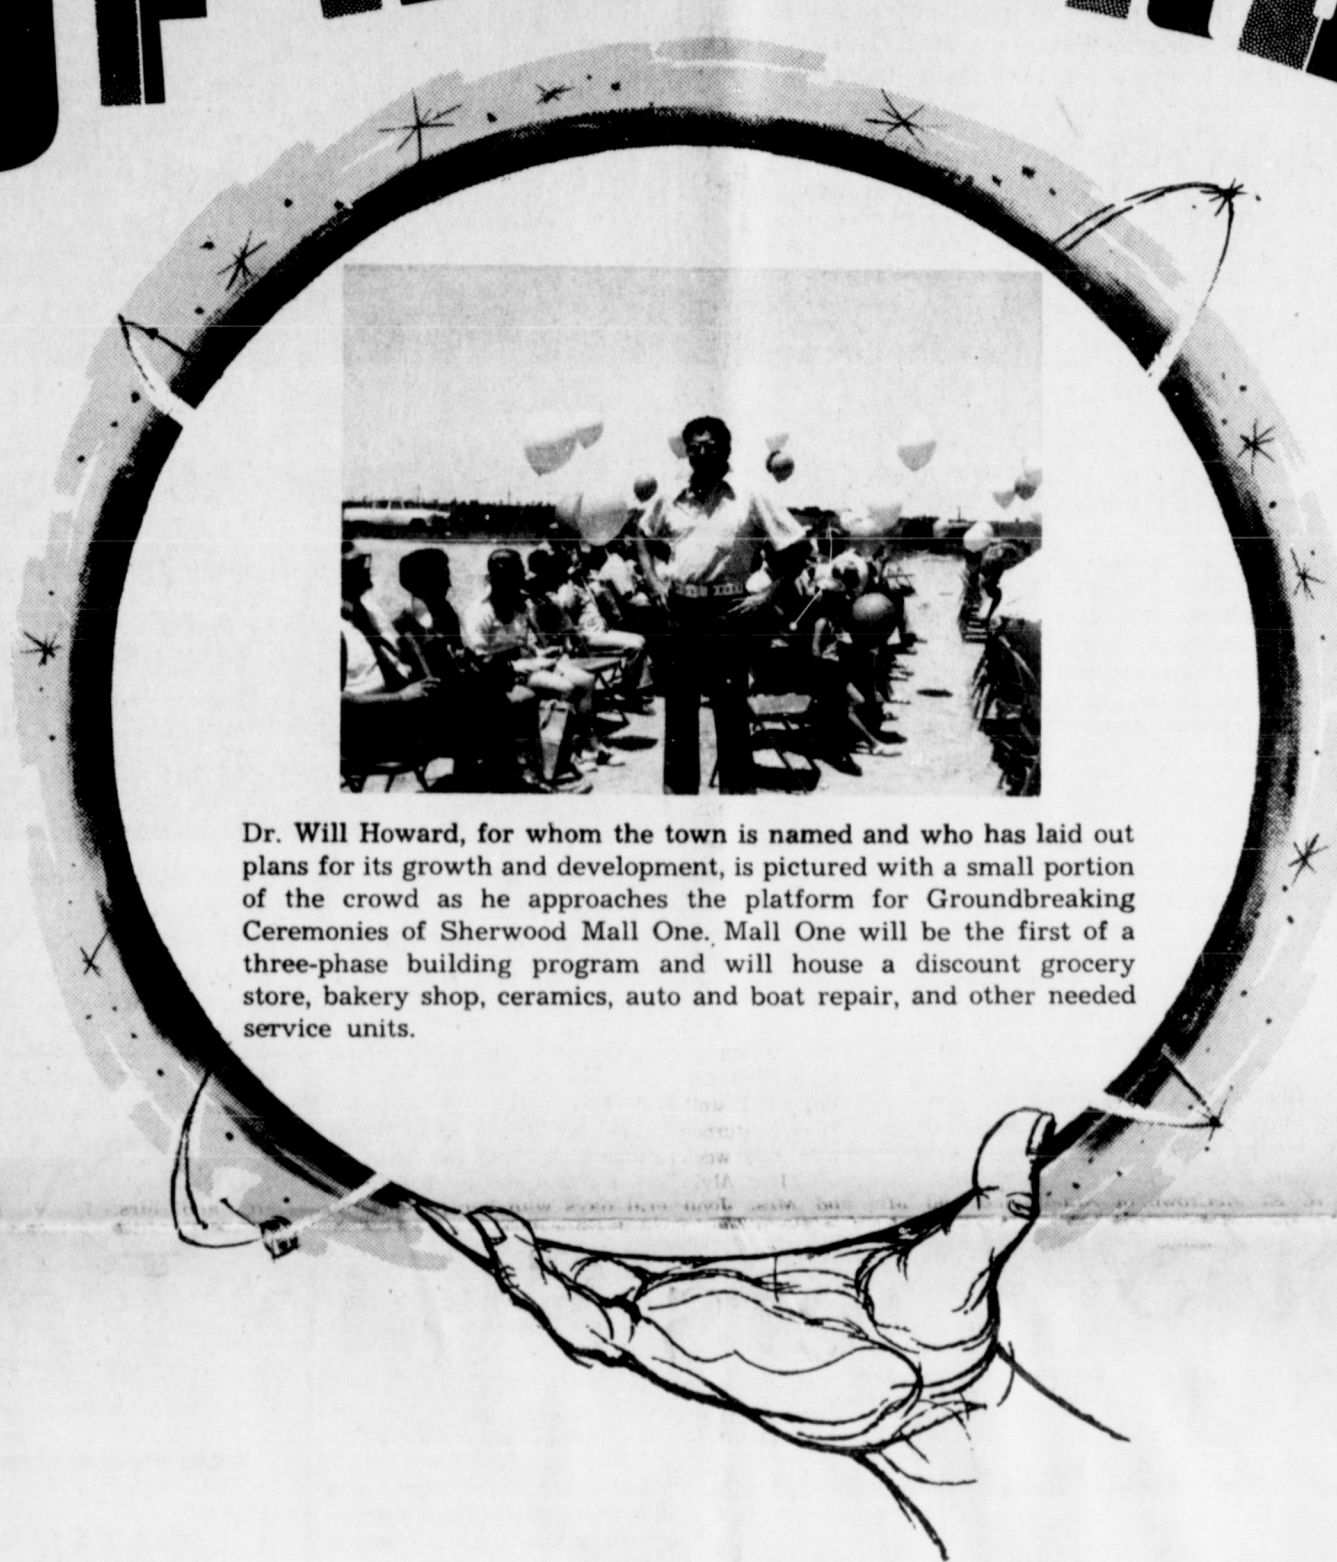 Dr. Will Howard, for whom the town is named and who has laid out
plans for its growth and development, is pictured with a small portion
of the crowd as he approaches the platform for Groundbreaking
Ceremonies of Sherwood Mall One. Mall One will be the first of a
three-phase building program and will house a discount grocery
store, bakery shop, ceramics, auto and boat repair, and other needed
service units.